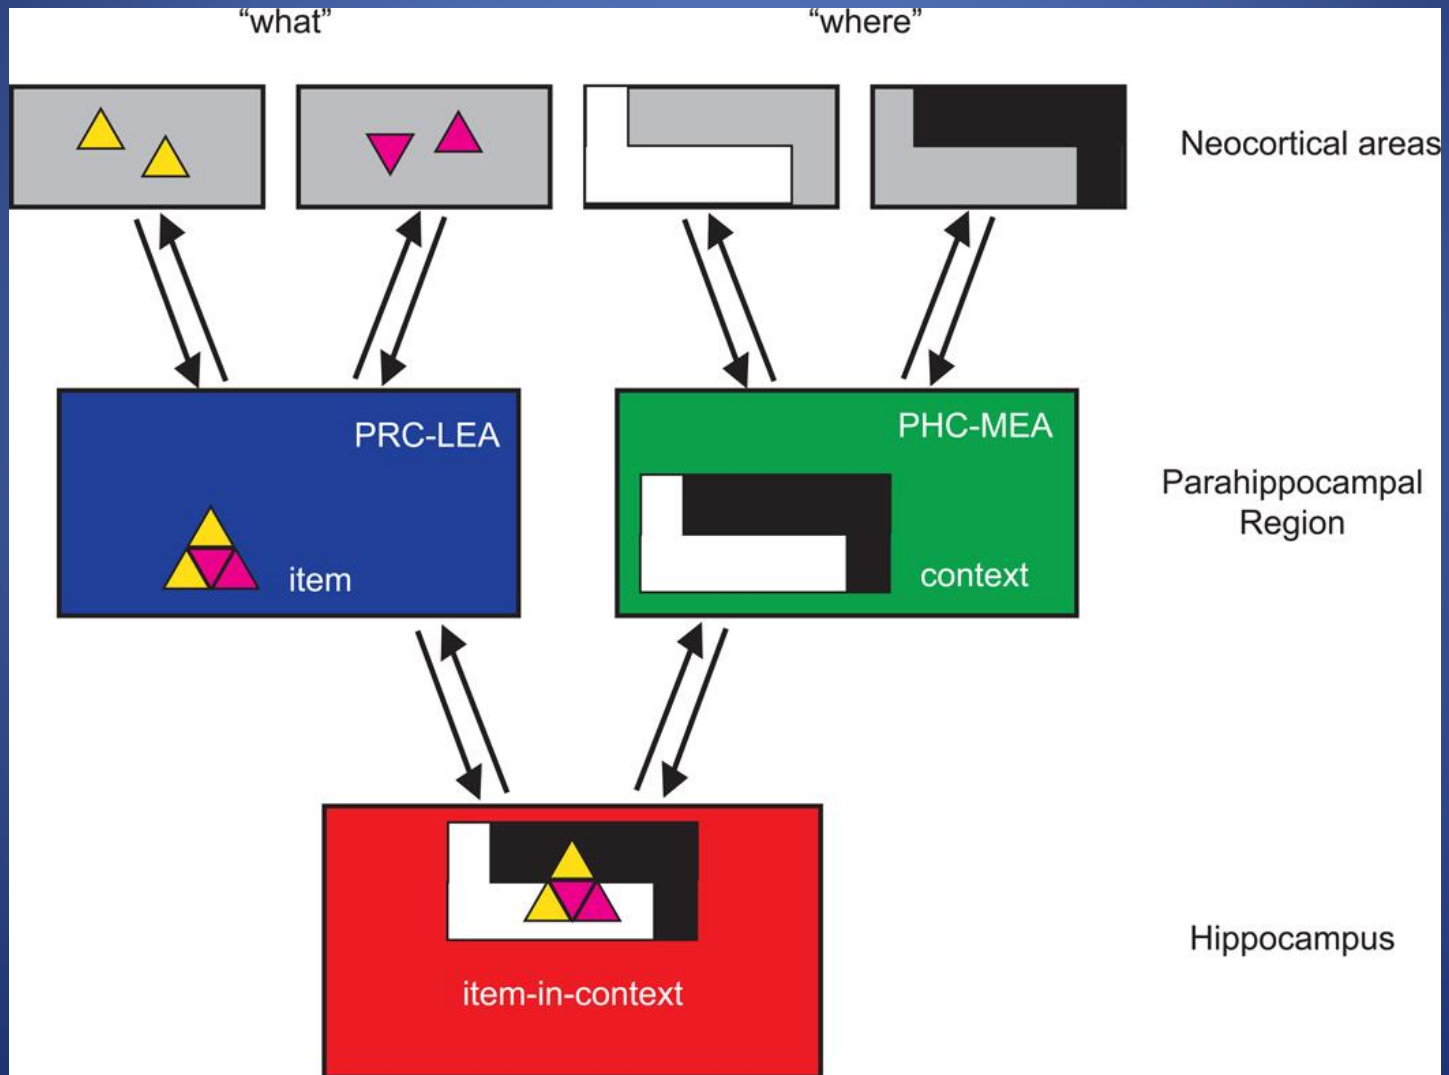 “what”
“where”
Neocortical areas
PRC-LEA
PHC-MEA
item
context
Parahippocampal
Region
item-in-context
Hippocampus